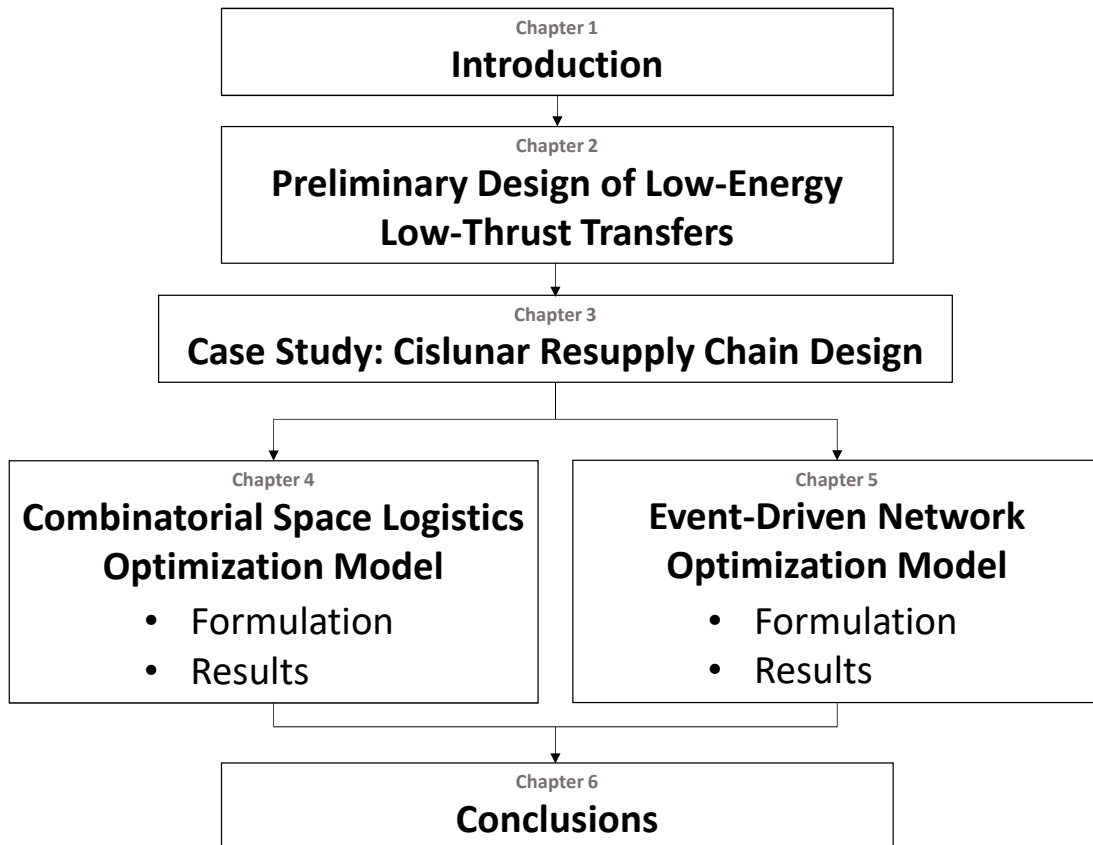 Chapter 1
Introduction
Chapter 2
Preliminary Design of Low-Energy
Low-Thrust Transfers
Chapter 3
Case Study: Cislunar Resupply Chain Design
Chapter 4
Combinatorial Space Logistics
Optimization Model
• Formulation
• Results
Chapter 5
Event-Driven Network
Optimization Model
• Formulation
• Results
Chapter 6
Conclusions